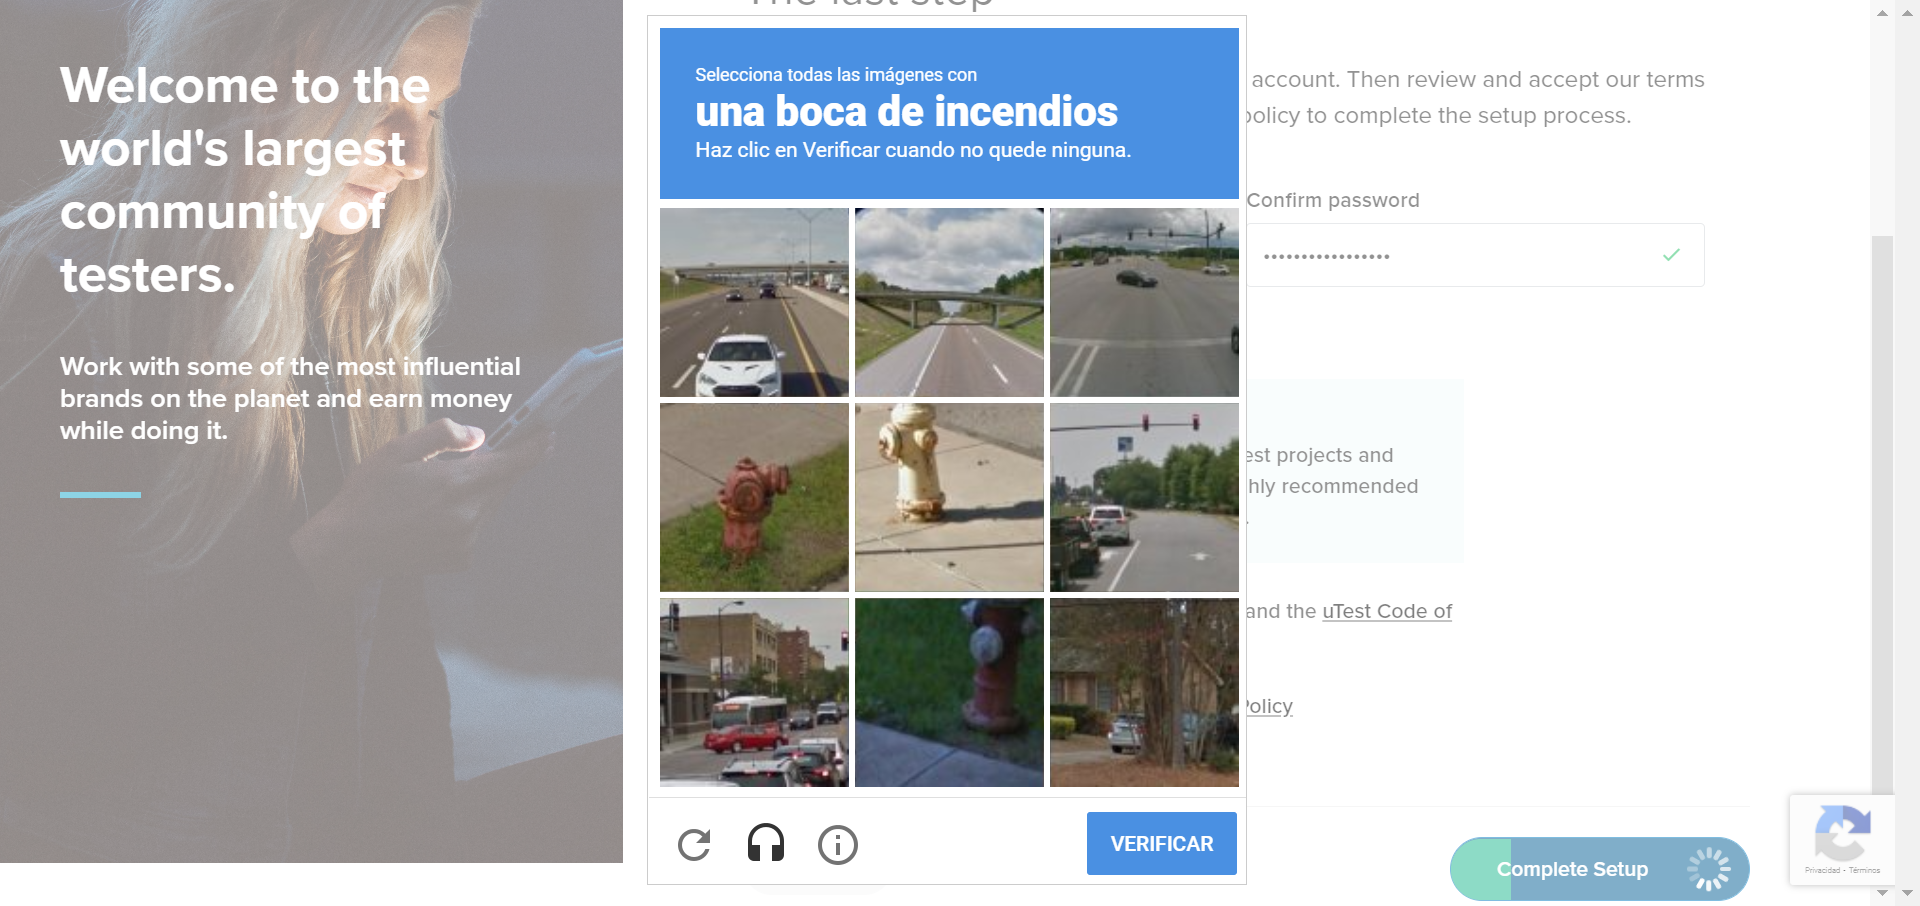 Welcome to the
world's largest
community of
testers.
Work with some of the most influential
brands on the planet and earn money
while doing it.
The last step
account. Then review and accept our terms
policy to complete the setup process.
Selecciona todas las imágenes con
una boca de incendios
Haz clic en Verificar cuando no quede ninguna.
Confirm password
est projects and
hly recommended
and the uTest Code of
Policy
VERIFICAR
Complete Setup
Privacidad - Términos